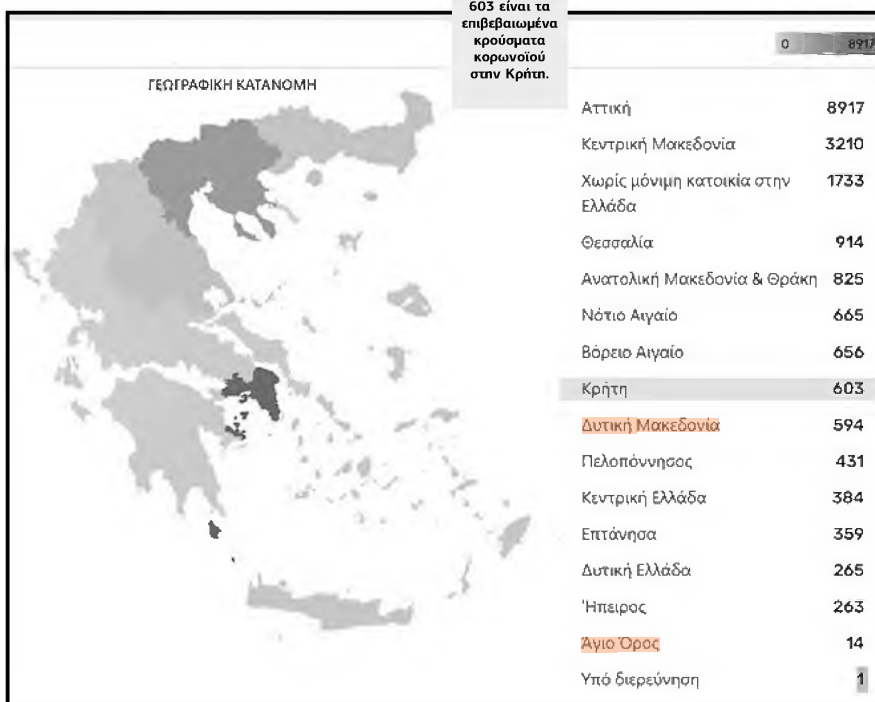 603 είναι τα
επιβεβαιωμένα
κρούσματα
κορωνοϊού
στην Κρήτη.
0 8917
ΓΕΩΓΡΑΦΙΚΗ ΚΑΤΑΝΟΜΗ
Αττική 8917
Κεντρική Μακεδονία 3210
Χωρίς μόνιμη κατοικία στην 1733
Ελλάδα
Θεσσαλία 914
Ανατολική Μακεδονία & Θράκη 825
Νότιο Αιγαίο 665
Βόρειο Αιγαίο 656
Κρήτη 603
Δυτική Μακεδονία 594
Πελοπόννησος 431
Κεντρική Ελλάδα 384
Επτάνησα 359
Δυτική Ελλάδα 265
Ήπειρος 263
Άγιο Όρος 14
Υπό διερεύνηση 1